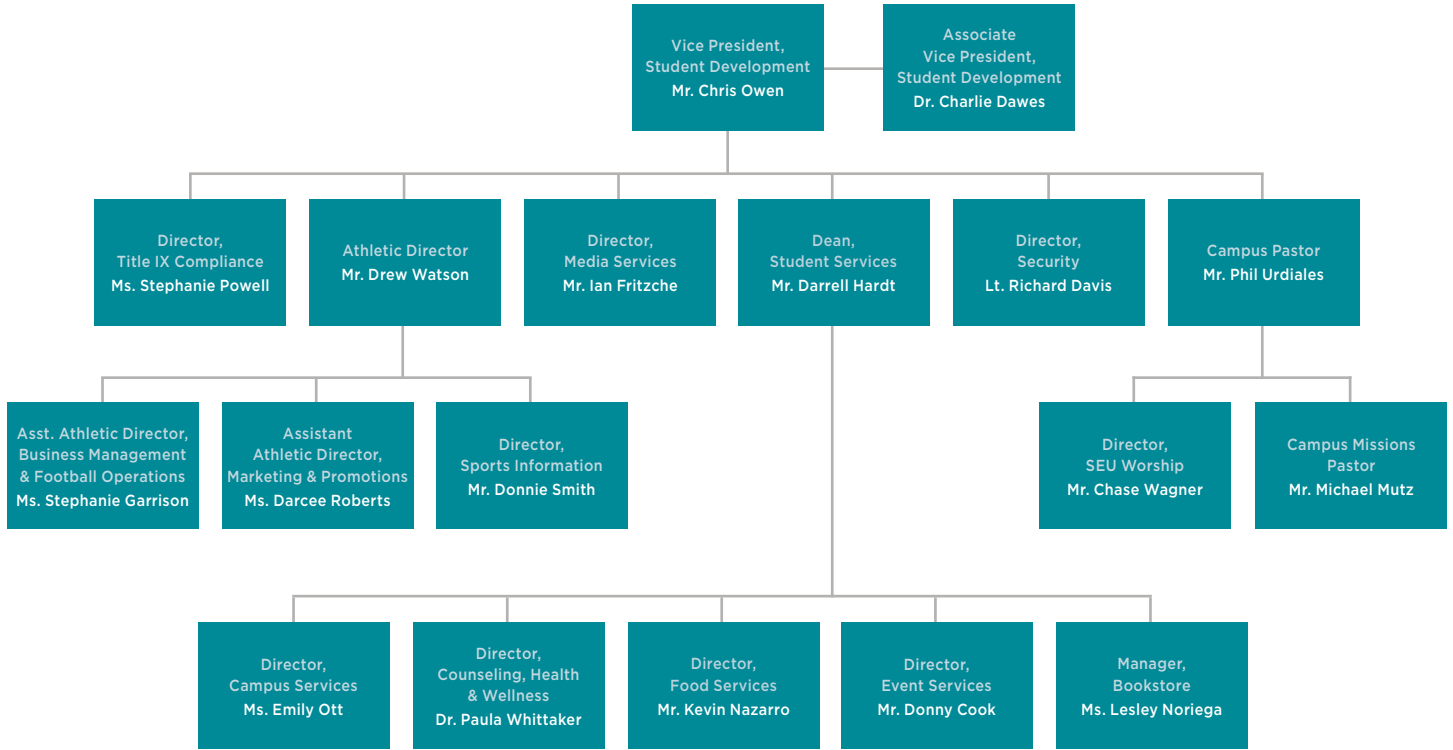 Vice President,
Student Development
Mr. Chris Owen
Associate
Vice President,
Student Development
Dr. Charlie Dawes
Director,
Title IX Compliance
Ms. Stephanie Powell
Athletic Director
Mr. Drew Watson
Director,
Media Services
Mr. Ian Fritzche
Dean,
Student Services
Mr. Darrell Hardt
Director,
Security
Lt. Richard Davis
Campus Pastor
Mr. Phil Urdiales
Asst. Athletic Director,
Business Management
& Football Operations
Ms. Stephanie Garrison
Assistant
Athletic Director,
Marketing & Promotions
Ms. Darcee Roberts
Director,
Sports Information
Mr. Donnie Smith
Director,
SEU Worship
Mr. Chase Wagner
Campus Missions
Pastor
Mr. Michael Mutz
Director,
Campus Services
Ms. Emily Ott
Director,
Counseling, Health
& Wellness
Dr. Paula Whittaker
Director,
Food Services
Mr. Kevin Nazarro
Director,
Event Services
Mr. Donny Cook
Manager,
Bookstore
Ms. Lesley Noriega